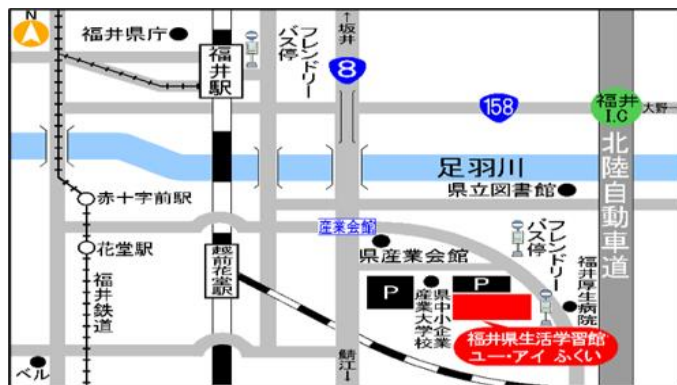 N
福井県庁
福井駅
フレンドリー
バス停
↑坂井
8
158
福井
I.C
大野
北陸自動車道
足羽川
県立図書館
赤十字前駅
産業会館
フレンドリー
バス停
花堂駅
越前花堂駅
県産業会館
福井鉄道
P
県中小企業
産業大学校
P
福井厚生病院
福井県生活学習館
ユー・アイ ふくい
ベル
鯖江↓